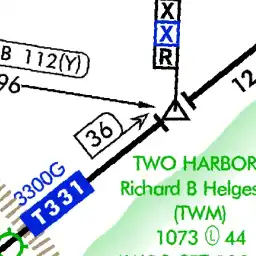 X
X
R
B 112(Y)
96
12
36
3300G
T331
TWO HARBOR
Richard B Helges
(TWM)
1073 Ⓛ 44